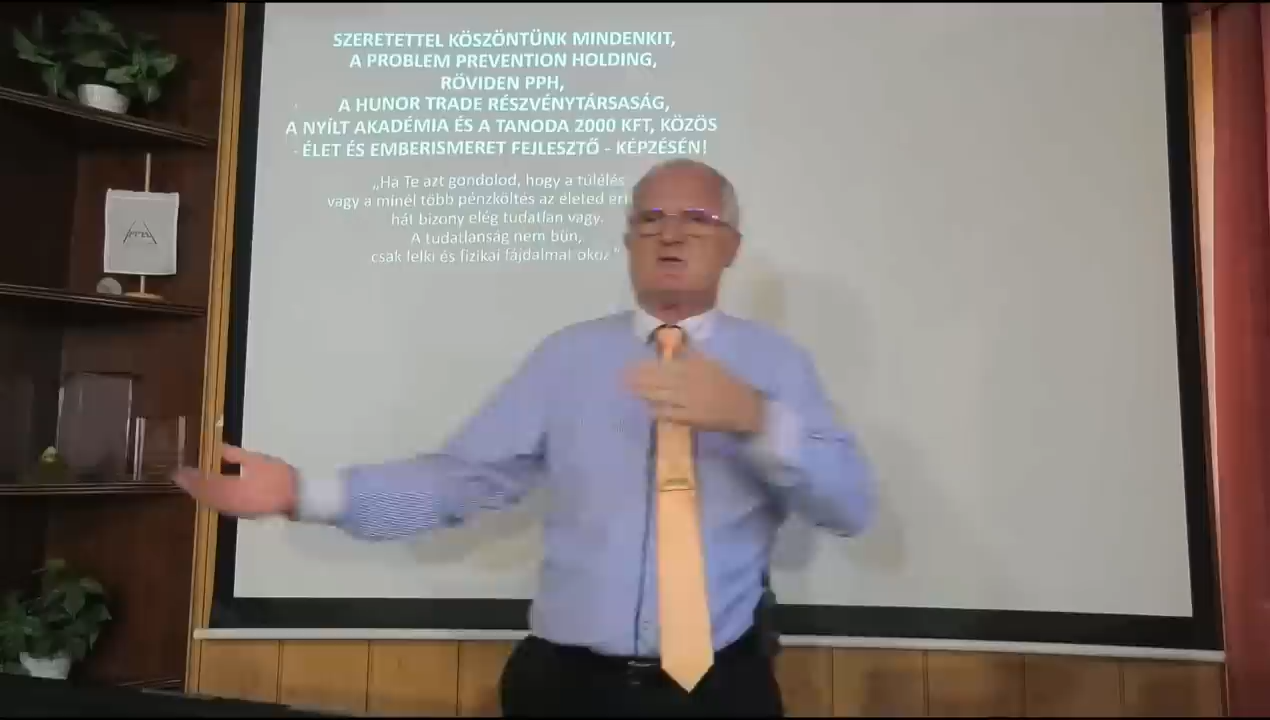 SZERETETTEL KÖSZÖNTÜNK MINDENKIT,
A PROBLEM PREVENTION HOLDING,
RÖVIDEN PPH,
A HUNOR TRADE RÉSZVÉNYTÁRSASÁG,
A NYÍLT AKADÉMIA ÉS A TANODA 2000 KFT, KÖZÖS
- ÉLET ÉS EMBERISMERET FEJLESZTŐ - KÉPZÉSÉN!
„Ha Te azt gondolod, hogy a túlélés
vagy a minél több pénzköltés az életed
hát bizony elég tudatlan vagy.
A tudatlanság nem bűn,
csak lelki és fizikai fájdalmat okoz"